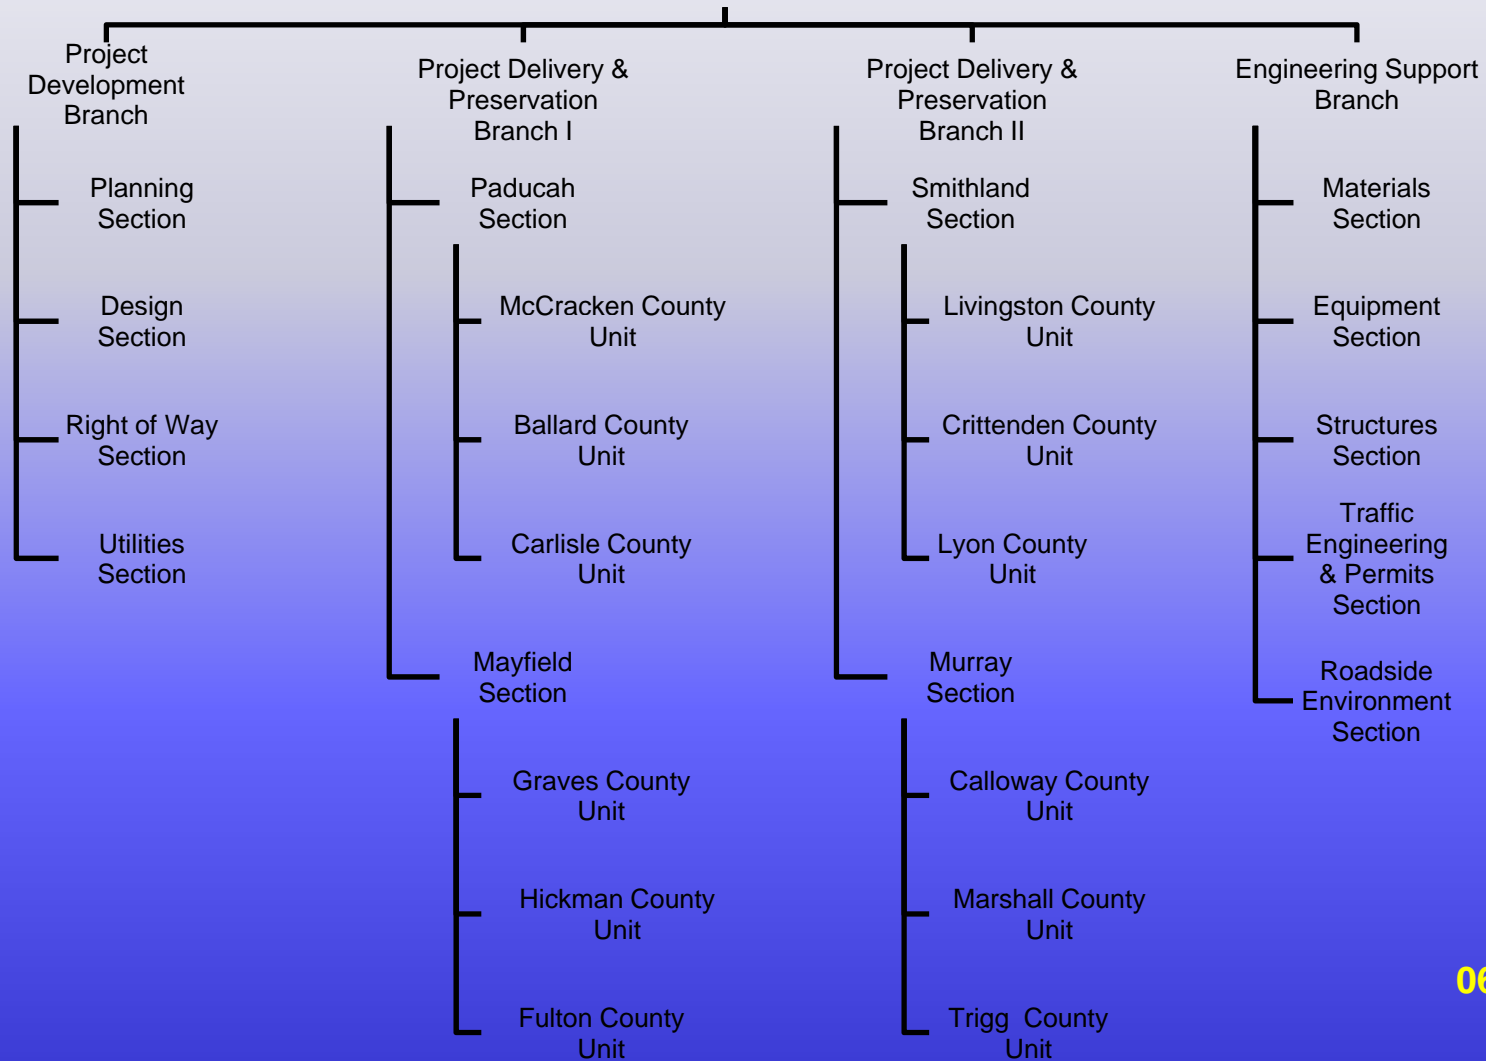 Project
Development
Branch
Planning
Section
Design
Section
Right of Way
Section
Utilities
Section
Project Delivery &
Preservation
Branch I
Paducah
Section
McCracken County
Unit
Ballard County
Unit
Carlisle County
Unit
Mayfield
Section
Graves County
Unit
Hickman County
Unit
Fulton County
Unit
Project Delivery &
Preservation
Branch II
Smithland
Section
Livingston County
Unit
Crittenden County
Unit
Lyon County
Unit
Murray
Section
Calloway County
Unit
Marshall County
Unit
Trigg  County
Unit
Engineering Support
Branch
Materials
Section
Equipment
Section
Structures
Section
Traffic
Engineering
& Permits
Section
Roadside
Environment
Section